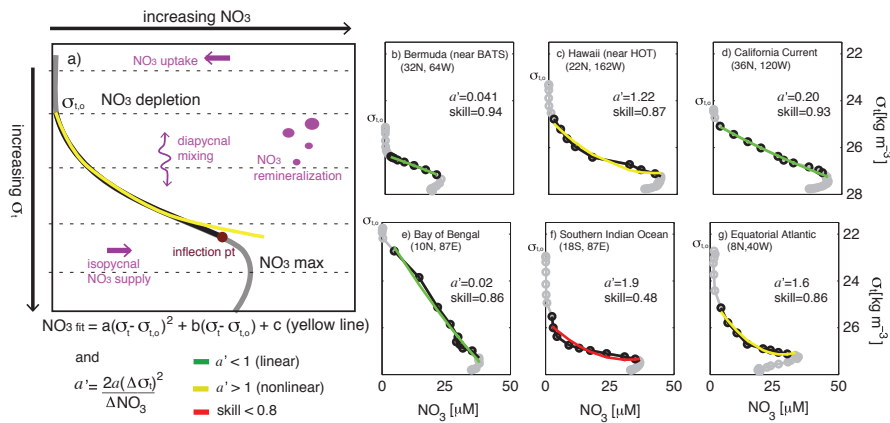 increasing NO₃
increasing σₜ
a)
NO₃ uptake
σₜ,ₒ
NO₃ depletion
diapycnal
mixing
NO₃
remineralization
inflection pt
isopycnal
NO₃ supply
NO₃ max
NO₃ fit = a(σₜ- σₜ,ₒ)² + b(σₜ- σₜ,ₒ) + c (yellow line)
and
a' = 2a(Δσₜ)²
ΔNO₃
a' < 1 (linear)
a' > 1 (nonlinear)
skill < 0.8
b) Bermuda (near BATS)
(32N, 64W)
a'=0.041
skill=0.94
σₜ,ₒ
c) Hawaii (near HOT)
(22N, 162W)
a'=1.22
skill=0.87
σₜ,ₒ
d) California Current
(36N, 120W)
a'=0.20
skill=0.93
σₜ,ₒ
22
24
26
28
σₜ[kg m⁻³]
σₜ,ₒ
e) Bay of Bengal
(10N, 87E)
a'=0.02
skill=0.86
0
25
50
NO₃ [μM]
σₜ,ₒ
f) Southern Indian Ocean
(18S, 87E)
a'=1.9
skill=0.48
0
25
50
NO₃ [μM]
σₜ,ₒ
g) Equatorial Atlantic
(8N,40W)
a'=1.6
skill=0.86
0
25
50
NO₃ [μM]
22
24
26
σₜ[kg m⁻³]